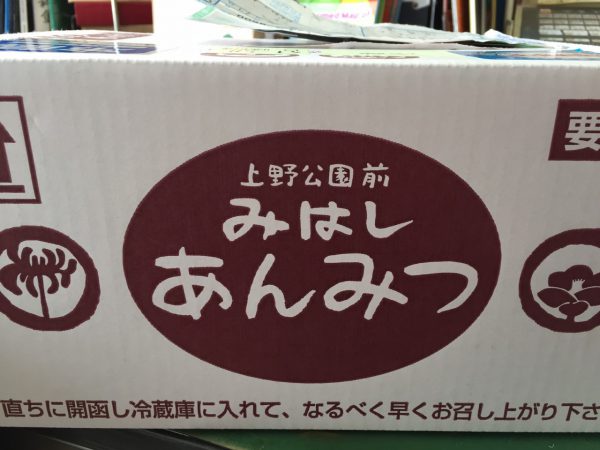 上野公園前
みはし
あんみつ
要
直ちに開函し冷蔵庫に入れて、なるべく早くお召し上がり下さ